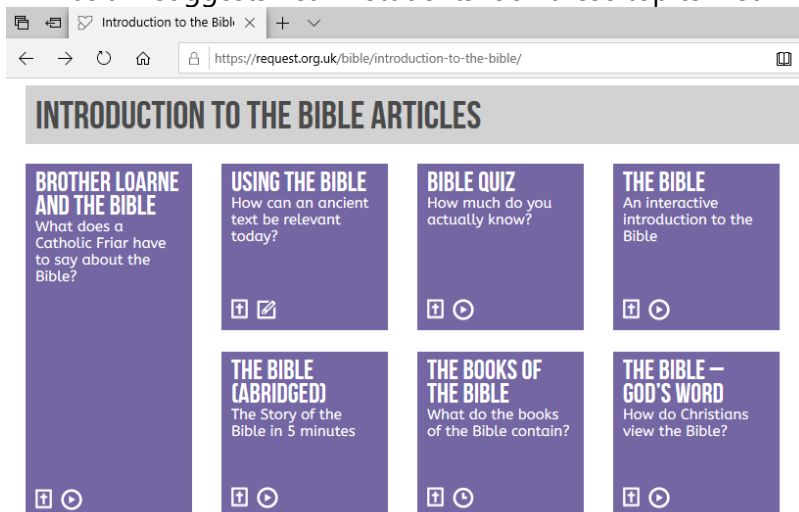 Introduction to the Bibl
https://request.org.uk/bible/introduction-to-the-bible/
INTRODUCTION TO THE BIBLE ARTICLES
BROTHER LOARNE
AND THE BIBLE
What does a
Catholic Friar have
to say about the
Bible?
USING THE BIBLE
How can an ancient
text be relevant
today?
BIBLE QUIZ
How much do you
actually know?
THE BIBLE
An interactive
introduction to the
Bible
THE BIBLE
(ABRIDGED)
The Story of the
Bible in 5 minutes
THE BOOKS OF
THE BIBLE
What do the books
of the Bible contain?
THE BIBLE –
GOD'S WORD
How do Christians
view the Bible?